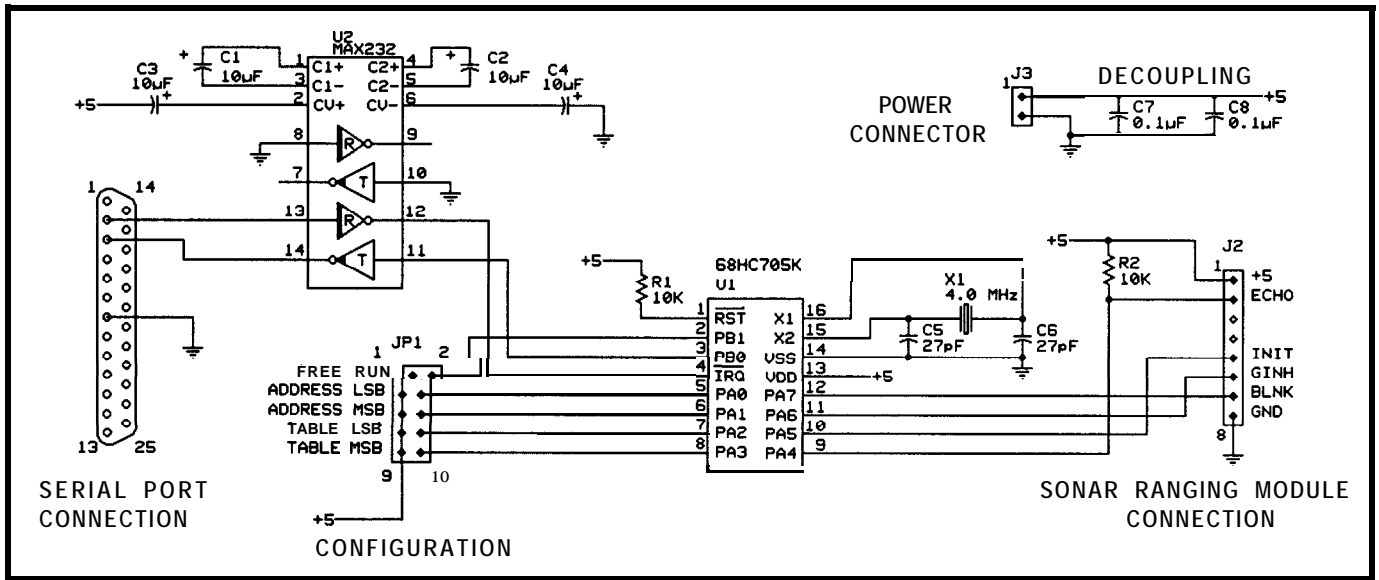 U2
MAX232
1 C1+ C2+ 4
3 C1- C2- 5
2 CV+ CV- 6
8 R 9
7 T 10
13 R 12
14 T 11
+ C1
10µF
C3
10µF
+
+5
+ C2
10µF
C4
10µF
+
1 14
13 25
SERIAL PORT
CONNECTION
POWER
CONNECTOR
J3
1
DECOUPLING
+5
C7
0.1µF
C8
0.1µF
JP1
1 2
FREE RUN
ADDRESS LSB
ADDRESS MSB
TABLE LSB
TABLE MSB
9 10
+5
CONFIGURATION
+5
R1
10K
68HC705K
U1
1 RST X1 16
2 PB1 X2 15
3 PB0 VSS 14
4 IRQ VDD 13
5 PA0 PA7 12
6 PA1 PA6 11
7 PA2 PA5 10
8 PA3 PA4 9
+5
X1
4.0 MHz
C5
27pF
C6
27pF
+5
R2
10K
J2
1
+5
ECHO
INIT
GINH
BLNK
GND
8
SONAR RANGING MODULE
CONNECTION